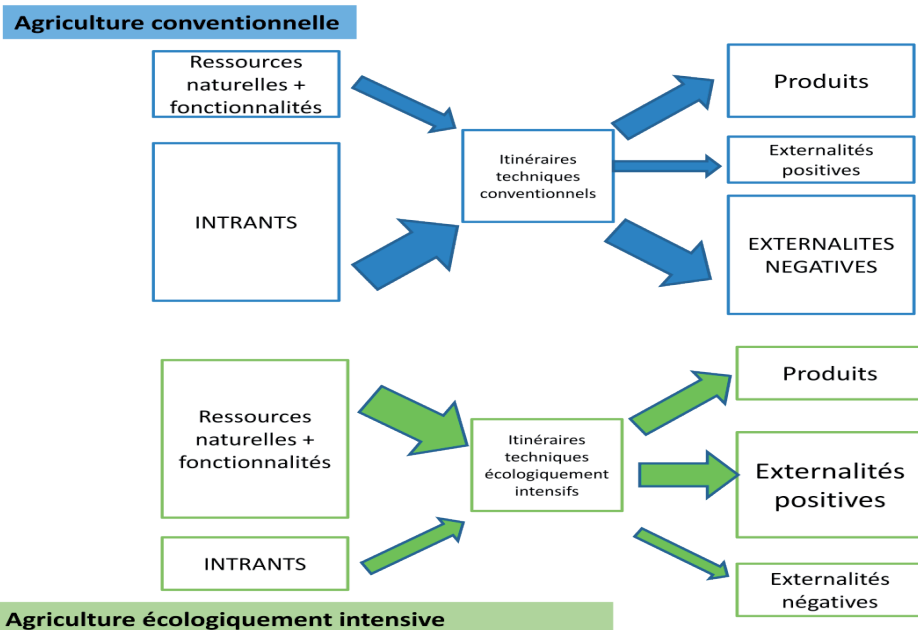 Agriculture conventionnelle
Ressources
naturelles +
fonctionnalités
INTRANTS
Itinéraires
techniques
conventionnels
Produits
Externalités
positives
EXTERNALITES
NEGATIVES
Ressources
naturelles +
fonctionnalités
INTRANTS
Itinéraires
techniques
écologiquement
intensifs
Produits
Externalités
positives
Externalités
négatives
Agriculture écologiquement intensive